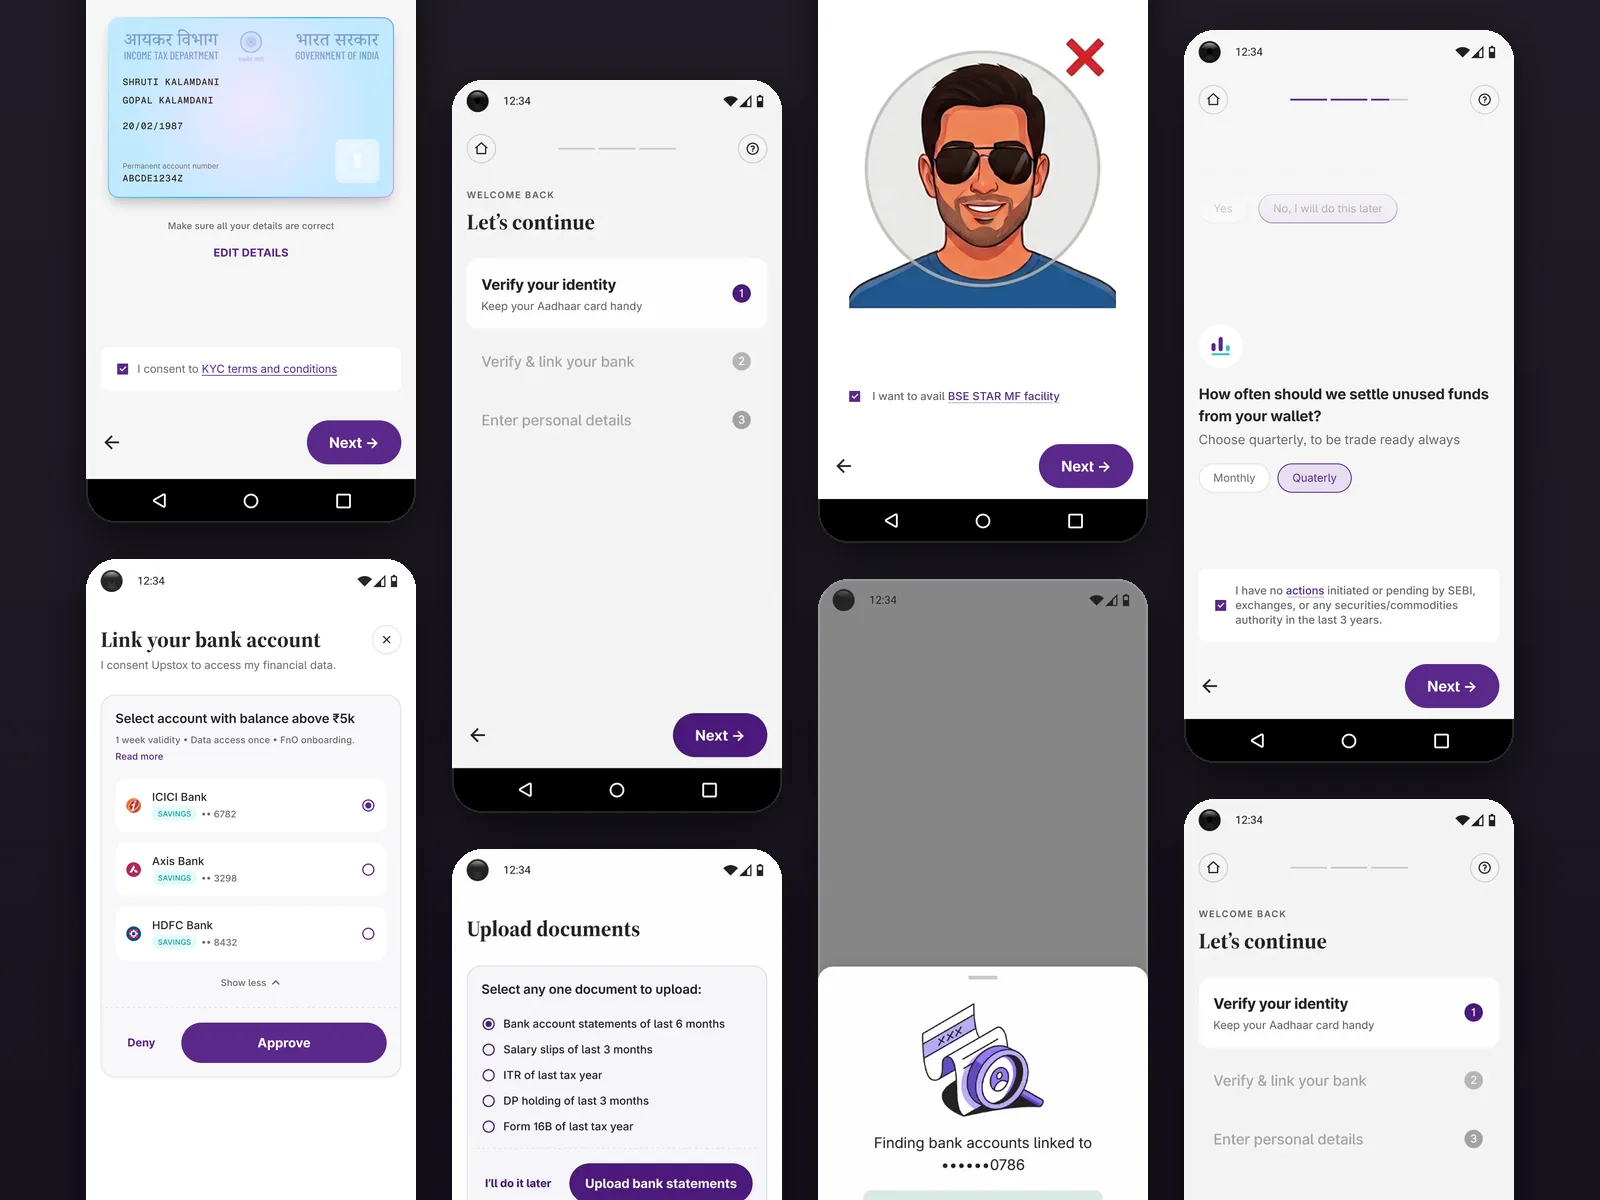 आयकर विभाग
INCOME TAX DEPARTMENT
भारत सरकार
GOVERNMENT OF INDIA
SHRUTI KALAMDANI
GOPAL KALAMDANI
20/02/1987
Permanent account number
ABCDE1234Z
Make sure all your details are correct
EDIT DETAILS
I consent to KYC terms and conditions
Next →
12:34
Link your bank account
I consent Upstox to access my financial data.
Select account with balance above ₹5k
1 week validity • Data access once • FnO onboarding.
Read more
ICICI Bank
SAVINGS •• 6782
Axis Bank
SAVINGS •• 3298
HDFC Bank
SAVINGS •• 8432
Show less
Deny
Approve
12:34
WELCOME BACK
Let's continue
Verify your identity
Keep your Aadhaar card handy
1
Verify & link your bank
2
Enter personal details
3
Next →
12:34
Upload documents
Select any one document to upload:
Bank account statements of last 6 months
Salary slips of last 3 months
ITR of last tax year
DP holding of last 3 months
Form 16B of last tax year
I'll do it later
Upload bank statements
I want to avail BSE STAR MF facility
Next →
12:34
XXX
Finding bank accounts linked to
••••••0786
12:34
Yes
No, I will do this later
How often should we settle unused funds
from your wallet?
Choose quarterly, to be trade ready always
Monthly
Quaterly
I have no actions initiated or pending by SEBI,
exchanges, or any securities/commodities
authority in the last 3 years.
Next →
12:34
WELCOME BACK
Let's continue
Verify your identity
Keep your Aadhaar card handy
1
Verify & link your bank
2
Enter personal details
3